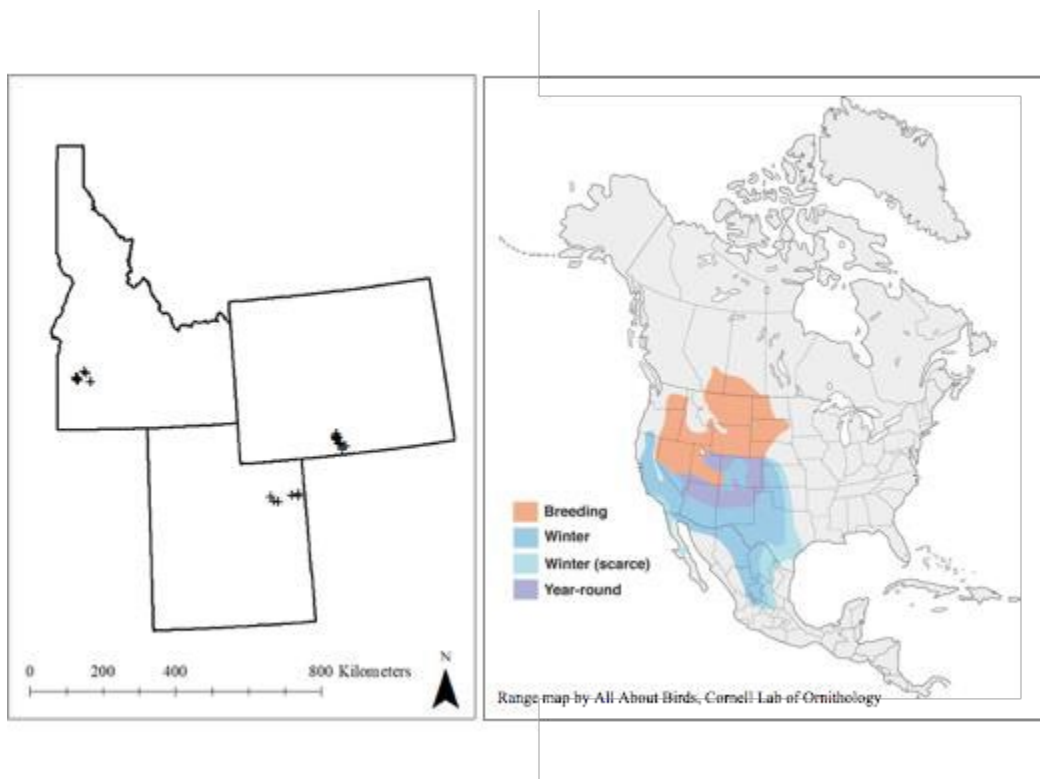 0 200 400 800 Kilometers
N
Breeding
Winter
Winter (scarce)
Year-round
Range map by All About Birds, Cornell Lab of Ornithology